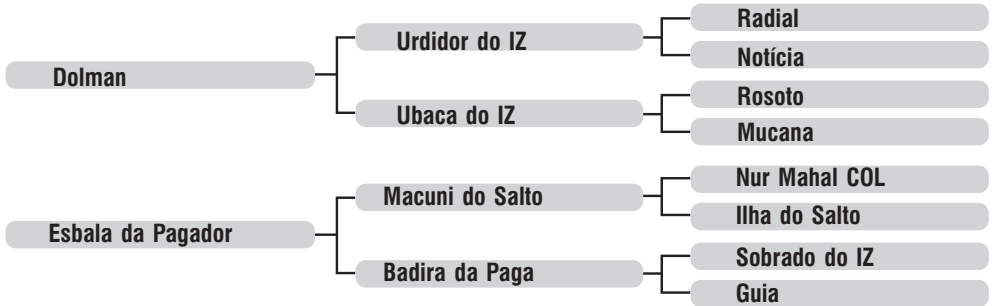 Radial
Urdidor do IZ
Notícia
Dolman
Rosoto
Ubaca do IZ
Mucana
Nur Mahal COL
Macuni do Salto
Ilha do Salto
Esbala da Pagador
Sobrado do IZ
Badira da Paga
Guia